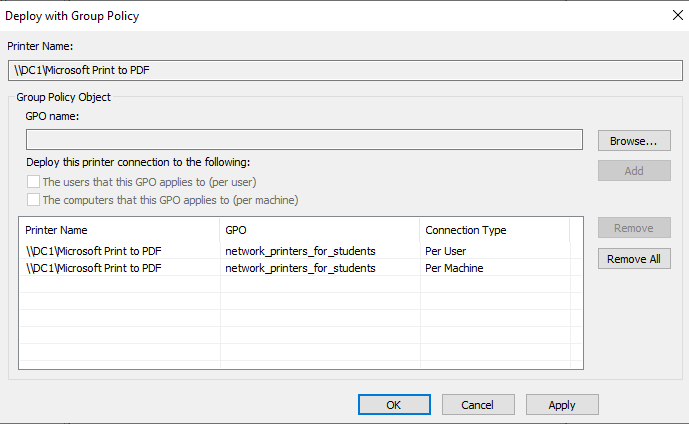 Deploy with Group Policy
Printer Name:
\\DC1\Microsoft Print to PDF
Group Policy Object
GPO name:
Browse...
Deploy this printer connection to the following:
Add
The users that this GPO applies to (per user)
The computers that this GPO applies to (per machine)
Printer Name GPO Connection Type
Remove
\\DC1\Microsoft Print to PDF network_printers_for_students Per User
Remove All
\\DC1\Microsoft Print to PDF network_printers_for_students Per Machine
OK Cancel Apply